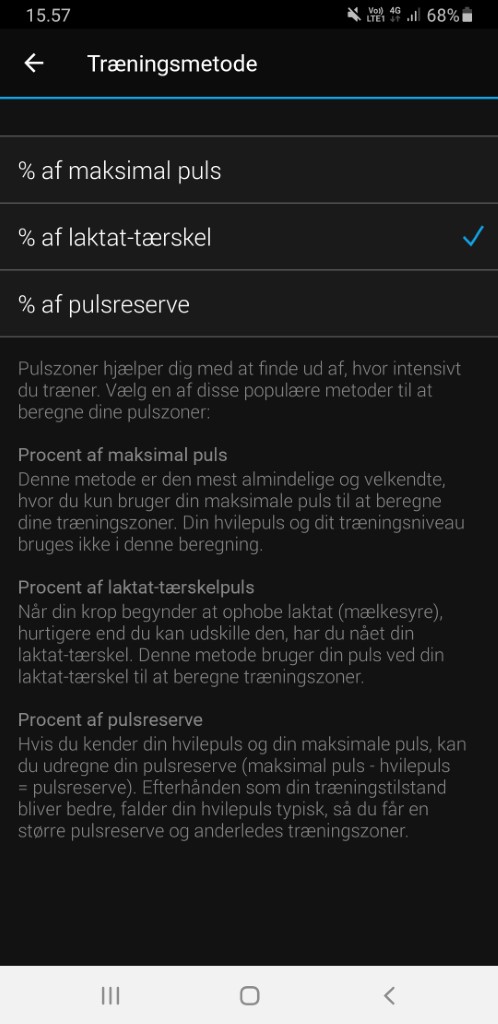 15.57
Vo)) 4G 68%
LTE1
Træningsmetode
% af maksimal puls
% af laktat-tærskel
% af pulsreserve
Pulszoner hjælper dig med at finde ud af, hvor intensivt
du træner. Vælg en af disse populære metoder til at
beregne dine pulszoner:
Procent af maksimal puls
Denne metode er den mest almindelige og velkendte,
hvor du kun bruger din maksimale puls til at beregne
dine træningszoner. Din hvilepuls og dit træningsniveau
bruges ikke i denne beregning.
Procent af laktat-tærskelpuls
Når din krop begynder at ophobe laktat (mælkesyre),
hurtigere end du kan udskille den, har du nået din
laktat-tærskel. Denne metode bruger din puls ved din
laktat-tærskel til at beregne træningszoner.
Procent af pulsreserve
Hvis du kender din hvilepuls og din maksimale puls, kan
du udregne din pulsreserve (maksimal puls - hvilepuls
= pulsreserve). Efterhånden som din træningstilstand
bliver bedre, falder din hvilepuls typisk, så du får en
større pulsreserve og anderledes træningszoner.